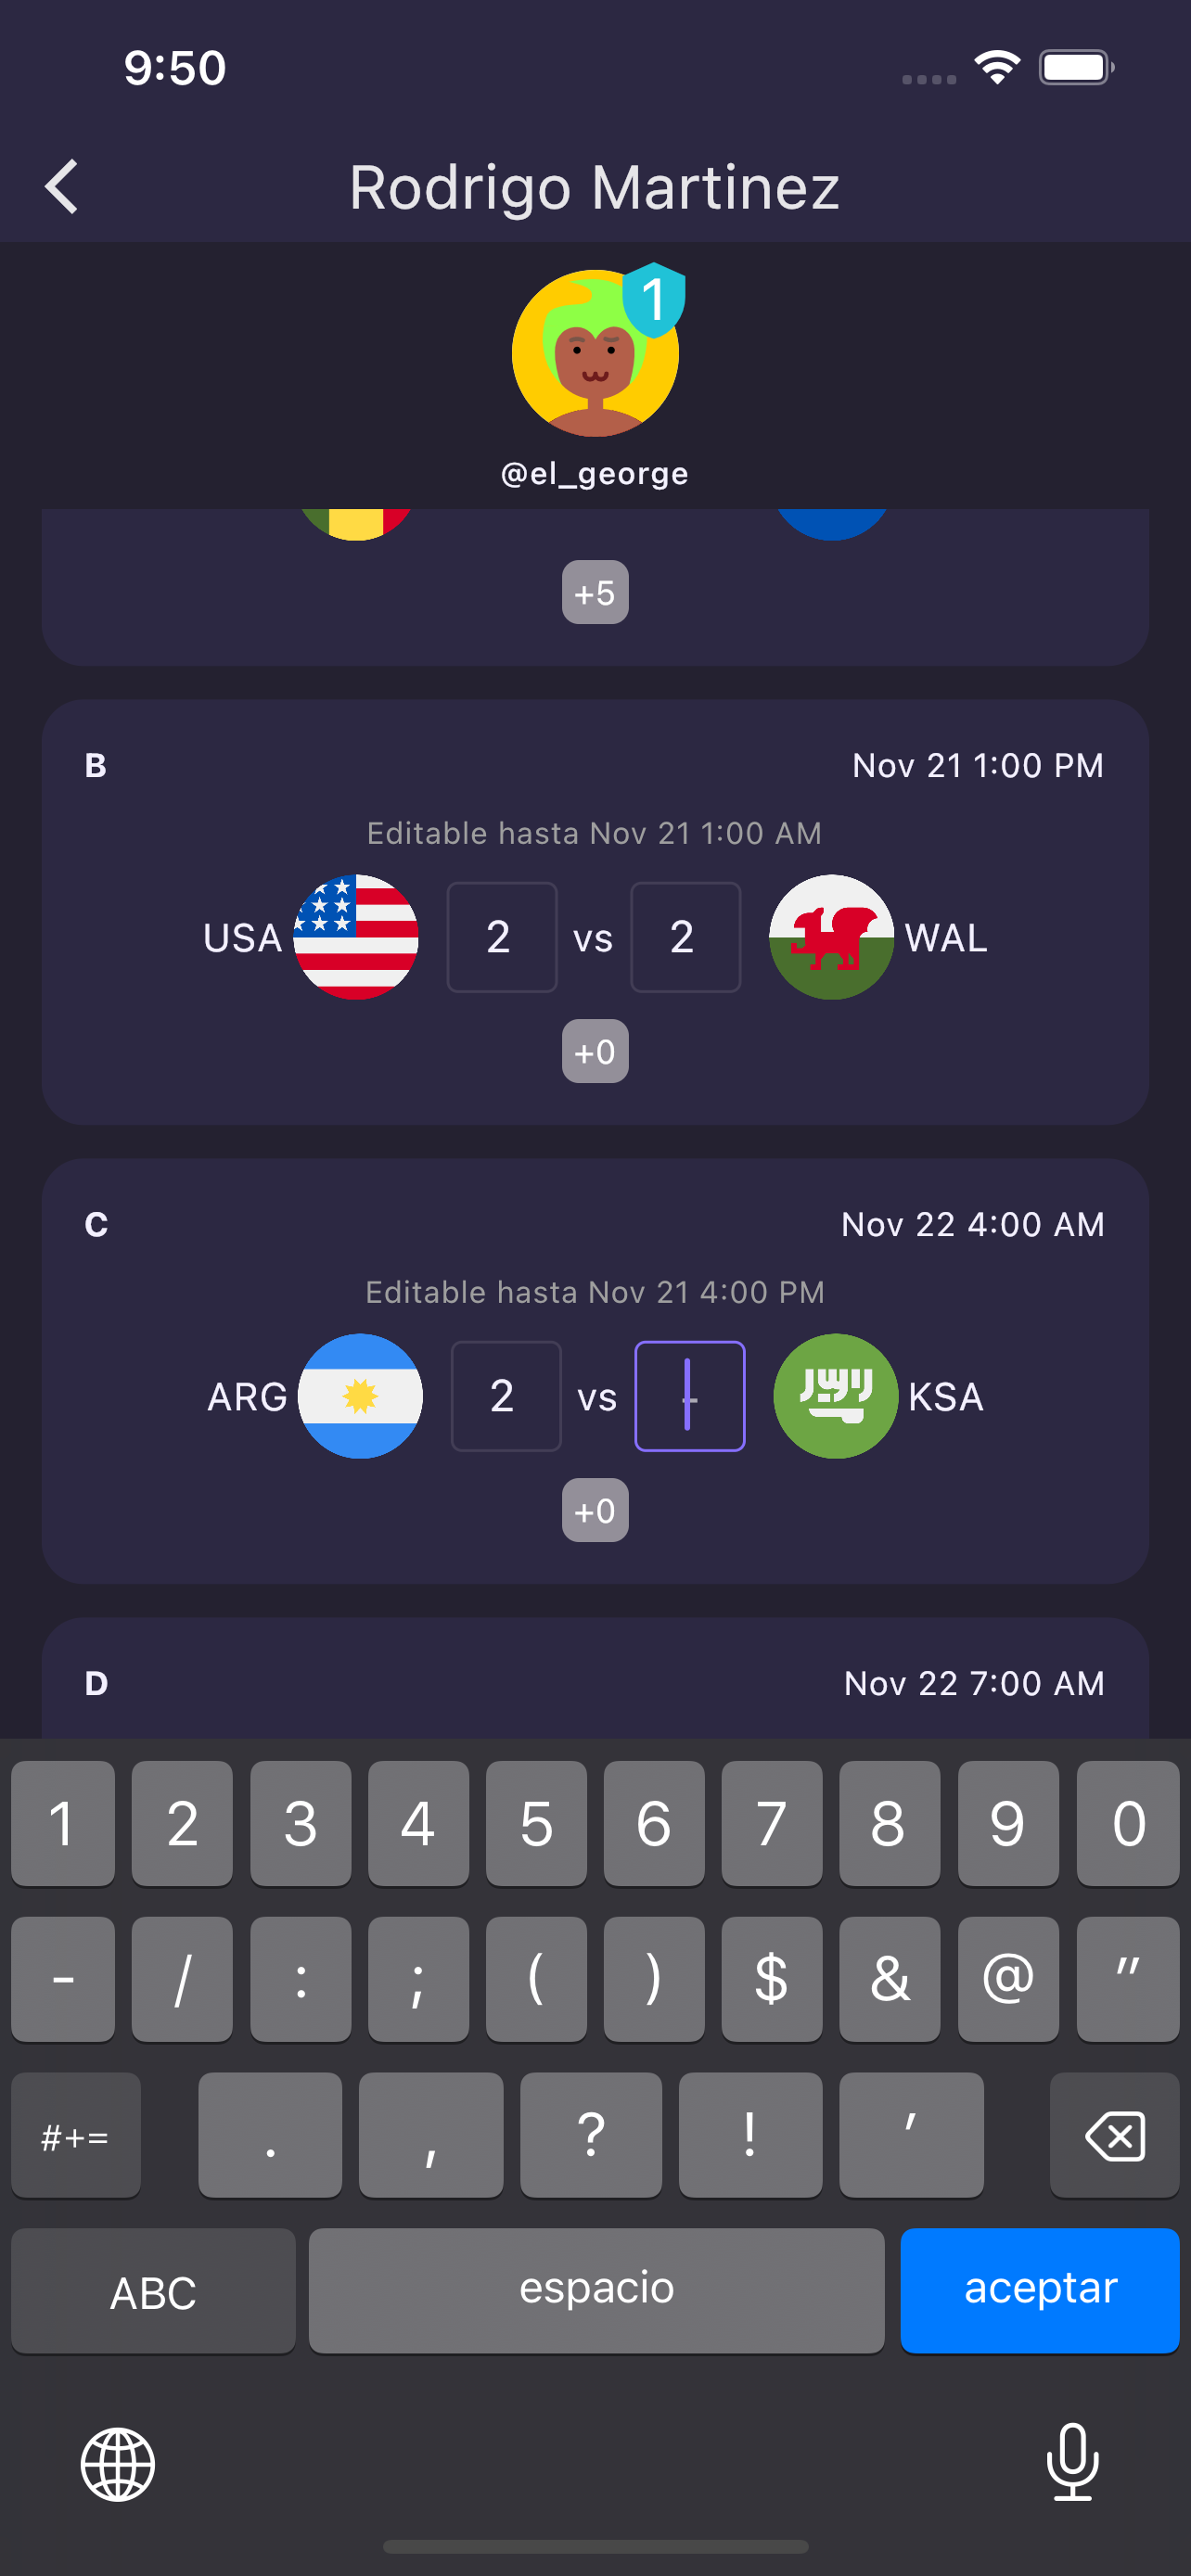 9:50
Rodrigo Martinez
1
@el_george
+5
B Nov 21 1:00 PM
Editable hasta Nov 21 1:00 AM
USA 2 vs 2 WAL
+0
C Nov 22 4:00 AM
Editable hasta Nov 21 4:00 PM
ARG 2 vs - KSA
+0
D Nov 22 7:00 AM
1 2 3 4 5 6 7 8 9 0
- / : ; ( ) $ & @ "
#+= . , ? ! '
ABC espacio aceptar